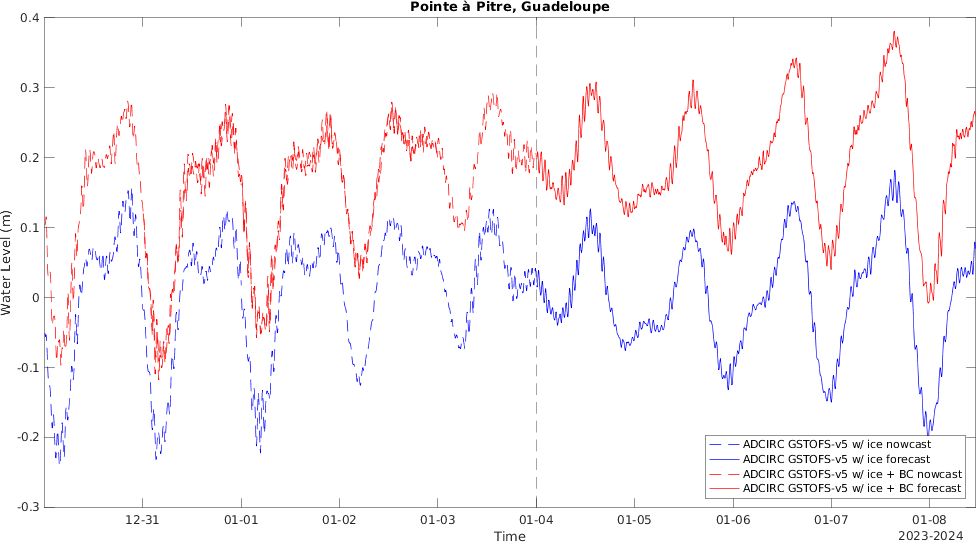 Pointe à Pitre, Guadeloupe
0.4
0.3
0.2
0.1
0
-0.1
-0.2
-0.3
Water Level (m)
ADCIRC GSTOFS-v5 w/ ice nowcast
ADCIRC GSTOFS-v5 w/ ice forecast
ADCIRC GSTOFS-v5 w/ ice + BC nowcast
ADCIRC GSTOFS-v5 w/ ice + BC forecast
12-31 01-01 01-02 01-03 01-04 01-05 01-06 01-07 01-08
Time
2023-2024